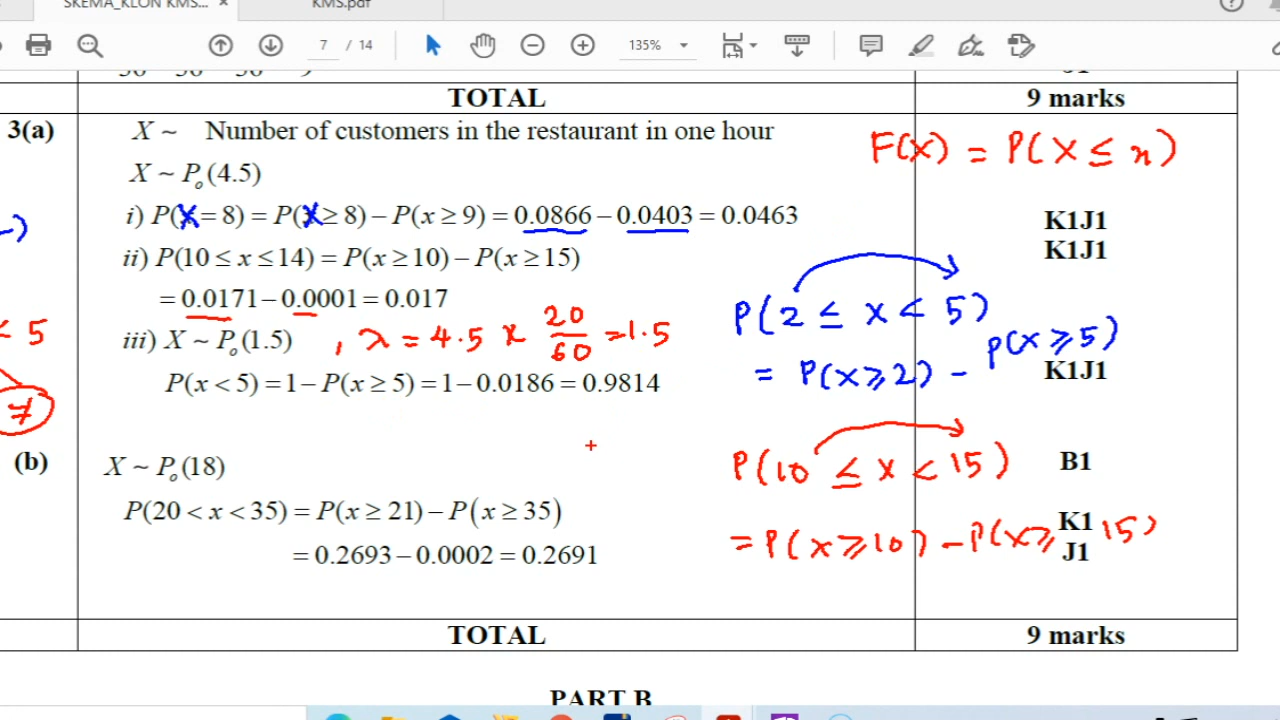 SKEMA_KLON KMS... ×
KMS.pdf
7 / 14
135%
TOTAL
9 marks
3(a)
X ~ Number of customers in the restaurant in one hour
F(X) = P(X ≤ x)
X ~ Pₒ(4.5)
i) P(X = 8) = P(X ≥ 8) − P(x ≥ 9) = 0.0866 − 0.0403 = 0.0463
K1J1
ii) P(10 ≤ x ≤ 14) = P(x ≥ 10) − P(x ≥ 15)
K1J1
= 0.0171 − 0.0001 = 0.017
P(2 ≤ x < 5)
< 5
iii) X ~ Pₒ(1.5) , λ = 4.5 x 20/60 = 1.5
= P(x ≥ 2) − P(x ≥ 5)
P(x < 5) = 1 − P(x ≥ 5) = 1 − 0.0186 = 0.9814
K1J1
7
(b)
X ~ Pₒ(18)
P(10 ≤ x < 15)
B1
P(20 < x < 35) = P(x ≥ 21) − P(x ≥ 35)
K1
= P(x ≥ 10) − P(x ≥ 15)
= 0.2693 − 0.0002 = 0.2691
J1
TOTAL
9 marks
PART B